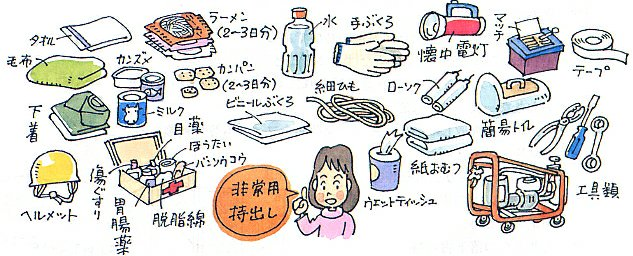 タオル
ラーメン
(2〜3日分)
水
手ぶくろ
懐中電灯
マッチ
テープ
毛布
カンズメ
カンパン
(2〜3日分)
細ひも
ローソク
下着
ミルク
ビニールぶくろ
簡易トイレ
目薬
ほうたい
バンソウコウ
紙おむつ
ヘルメット
傷ぐすり
胃腸薬
脱脂綿
非常用
持出し
ウェットティッシュ
工具類